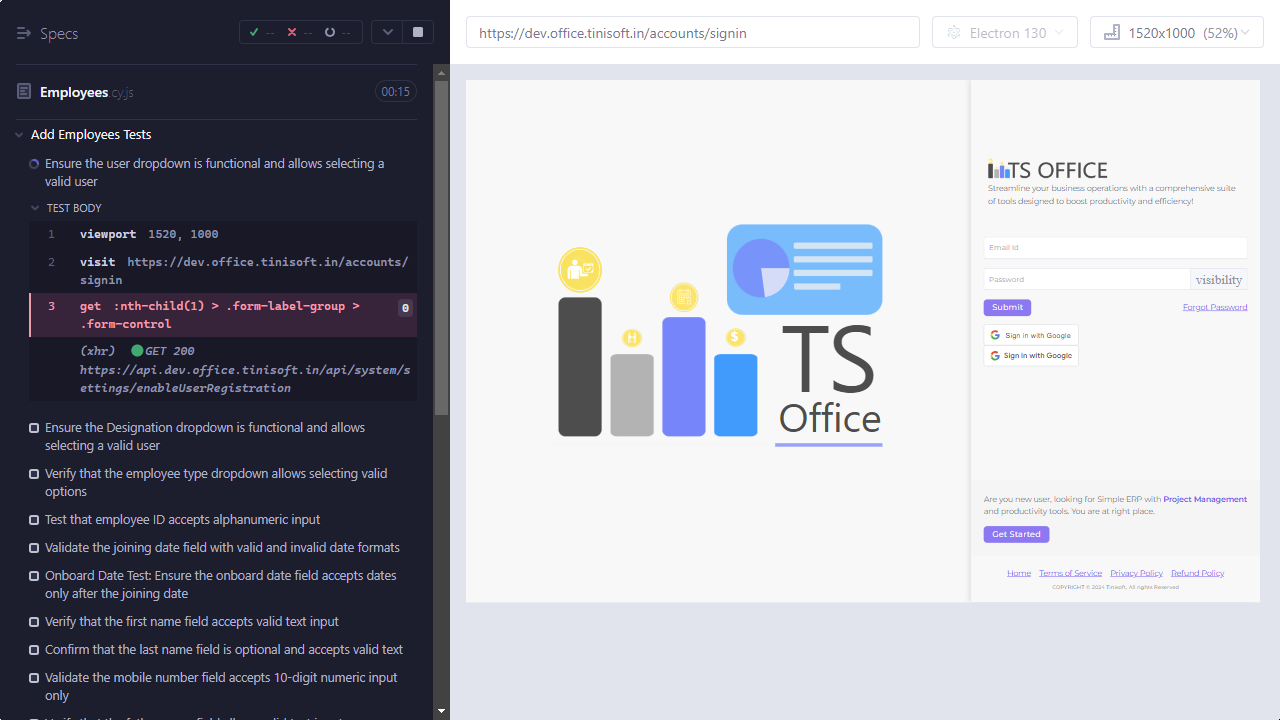 Specs
--
--
--
Employees.cy.js
00:15
Add Employees Tests
Ensure the user dropdown is functional and allows selecting a
valid user
TEST BODY
1 viewport 1520, 1000
2 visit https://dev.office.tinisoft.in/accounts/
signin
3 get :nth-child(1) > .form-label-group >
.form-control
0
(xhr) GET 200
https://api.dev.office.tinisoft.in/api/system/s
ettings/enableUserRegistration
Ensure the Designation dropdown is functional and allows
selecting a valid user
Verify that the employee type dropdown allows selecting valid
options
Test that employee ID accepts alphanumeric input
Validate the joining date field with valid and invalid date formats
Onboard Date Test: Ensure the onboard date field accepts dates
only after the joining date
Verify that the first name field accepts valid text input
Confirm that the last name field is optional and accepts valid text
Validate the mobile number field accepts 10-digit numeric input
only
https://dev.office.tinisoft.in/accounts/signin
Electron 130
1520x1000 (52%)
TS
Office
TS OFFICE
Streamline your business operations with a comprehensive suite
of tools designed to boost productivity and efficiency!
Email Id
Password
visibility
Submit
Forgot Password
Sign in with Google
Sign in with Google
Are you new user, looking for Simple ERP with Project Management
and productivity tools. You are at right place.
Get Started
Home Terms of Service Privacy Policy Refund Policy
COPYRIGHT © 2024 Tinisoft, All rights Reserved